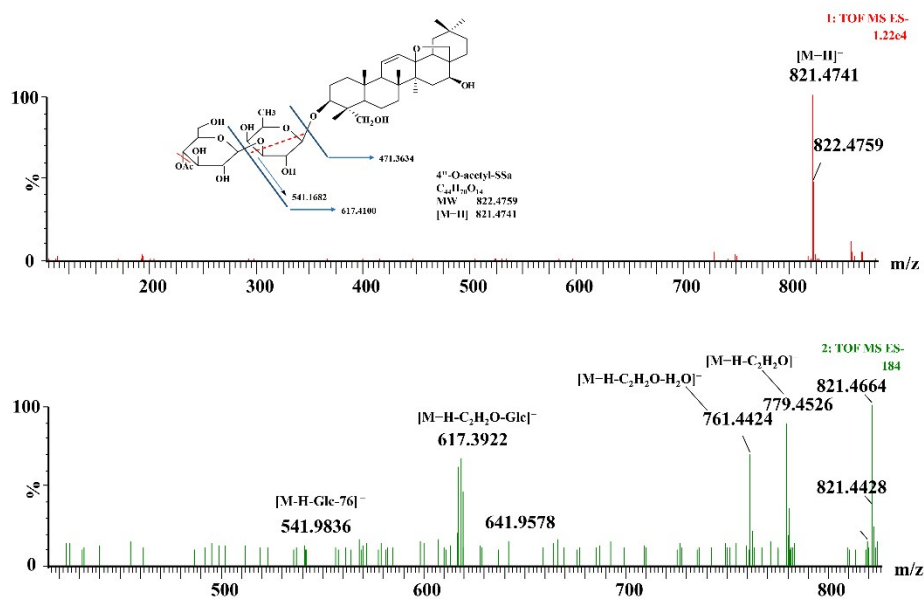 1: TOF MS ES-
1.22e4
[M−H]⁻
821.4741
822.4759
100
%
0
CH3
OH
O
OH
CH₂OH
OH
OAc
471.3634
541.1682
617.4100
4"-O-acetyl-SSa
C₄₄H₇₀O₁₄
MW 822.4759
[M−H] 821.4741
200 300 400 500 600 700 800 m/z
2: TOF MS ES-
184
[M−H-C₂H₂O]
[M−H-C₂H₂O-H₂O]⁻
821.4664
779.4526
761.4424
[M−H-C₂H₂O-Glc]⁻
617.3922
821.4428
[M-H-Glc-76]⁻
541.9836
641.9578
100
%
0
500 600 700 800 m/z